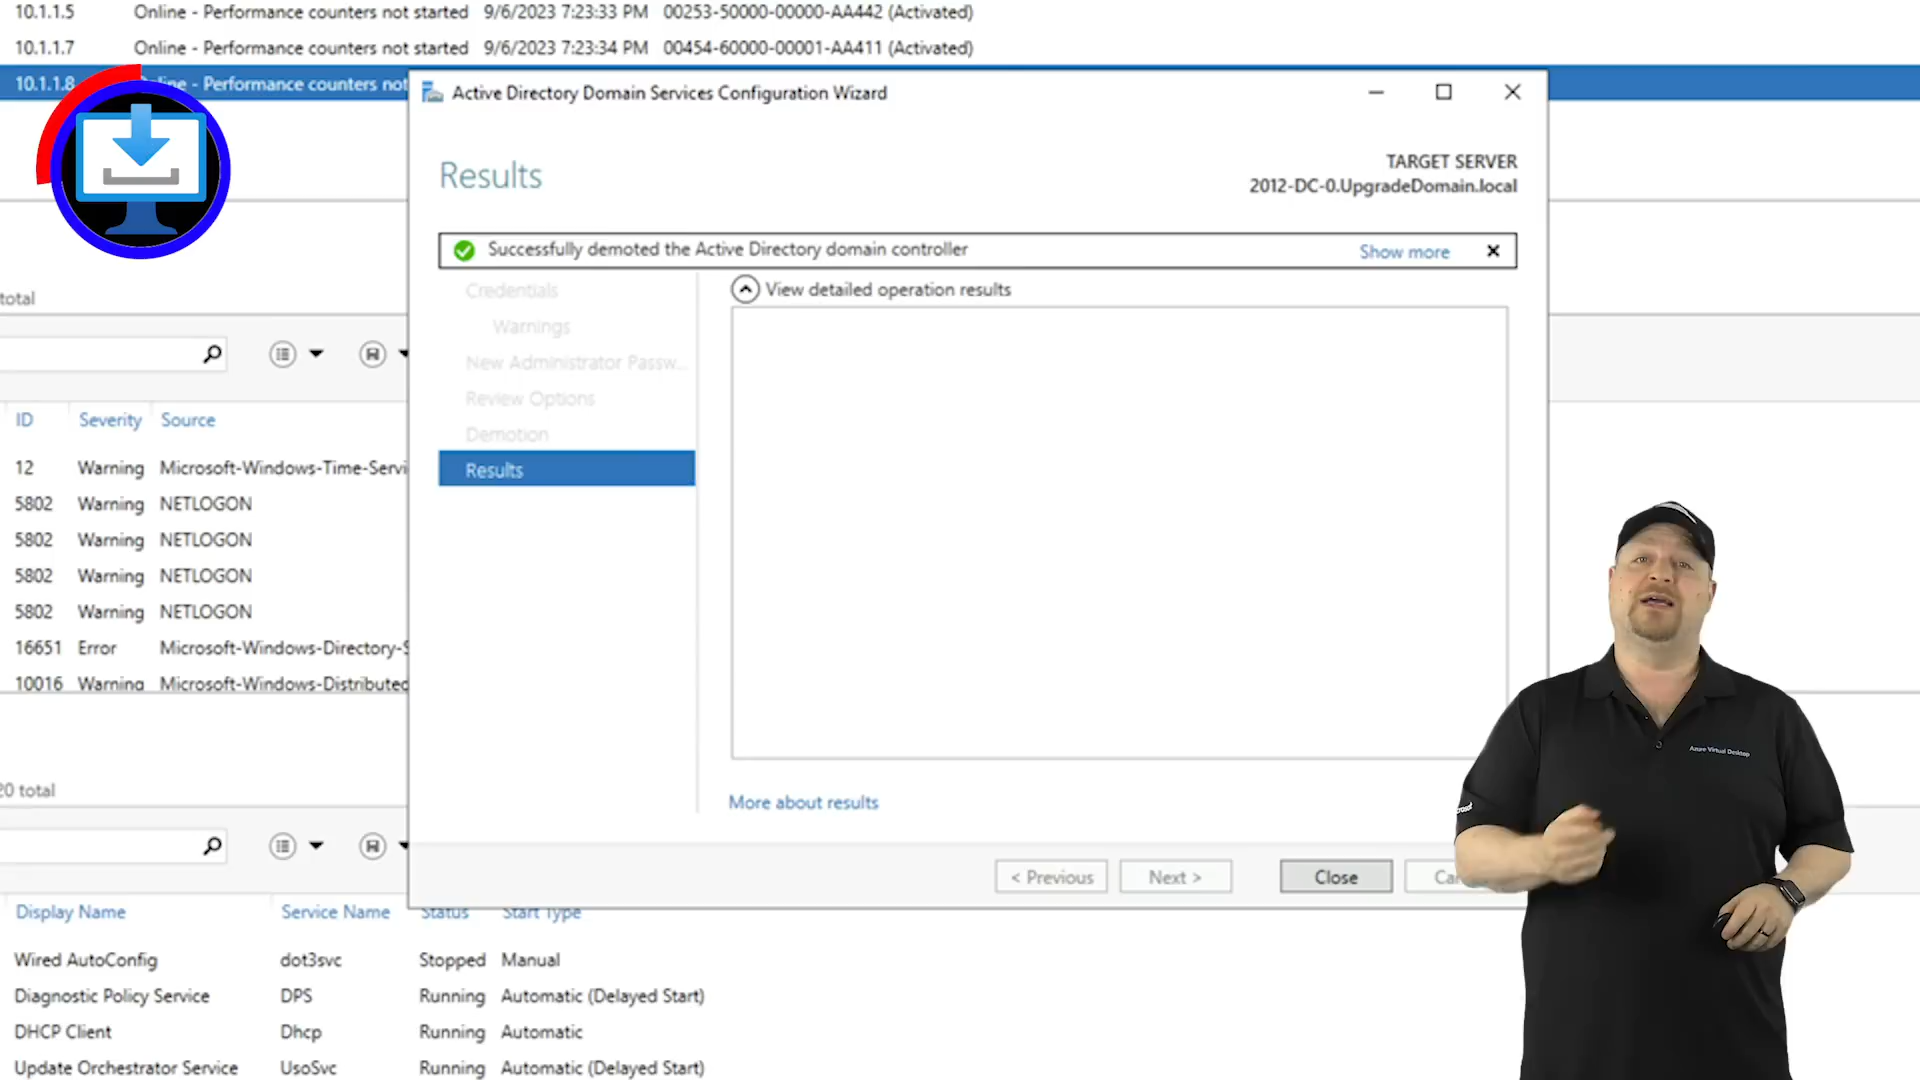 10.1.1.5 Online - Performance counters not started 9/6/2023 7:23:33 PM 00253-50000-00000-AA442 (Activated)
10.1.1.7 Online - Performance counters not started 9/6/2023 7:23:34 PM 00454-60000-00001-AA411 (Activated)
10.1.1.8 - Performance counters not
Active Directory Domain Services Configuration Wizard
Results
TARGET SERVER
2012-DC-0.UpgradeDomain.local
Successfully demoted the Active Directory domain controller Show more
Credentials
Warnings
New Administrator Passw...
Review Options
Demotion
Results
View detailed operation results
More about results
< Previous Next > Close
total
ID Severity Source
12 Warning Microsoft-Windows-Time-Servi
5802 Warning NETLOGON
5802 Warning NETLOGON
5802 Warning NETLOGON
5802 Warning NETLOGON
16651 Error Microsoft-Windows-Directory-S
10016 Warning Microsoft-Windows-Distributed
20 total
Display Name Service Name Status Start Type
Wired AutoConfig dot3svc Stopped Manual
Diagnostic Policy Service DPS Running Automatic (Delayed Start)
DHCP Client Dhcp Running Automatic
Update Orchestrator Service UsoSvc Running Automatic (Delayed Start)
Azure Virtual Desktop